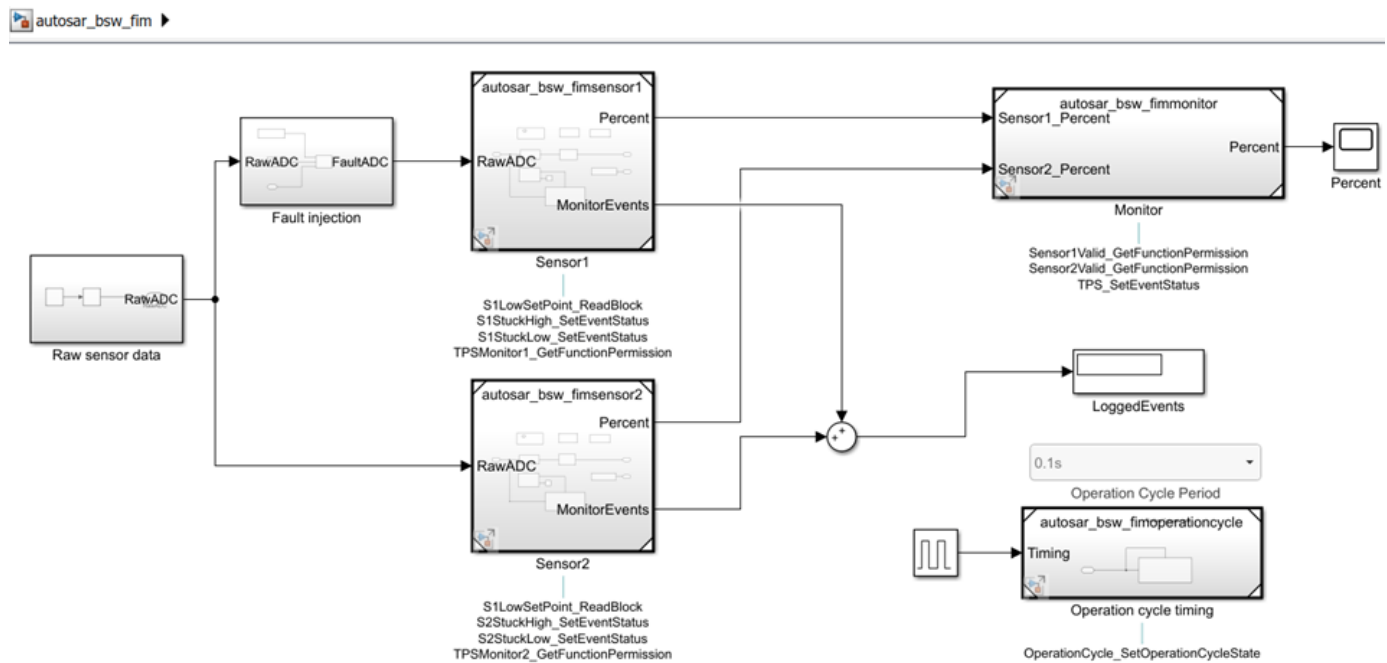 autosar_bsw_fim
autosar_bsw_fimsensor1
Percent
RawADC
MonitorEvents
Sensor1
S1LowSetPoint_ReadBlock
S1StuckHigh_SetEventStatus
S1StuckLow_SetEventStatus
TPSMonitor1_GetFunctionPermission
RawADC
FaultADC
Fault injection
RawADC
Raw sensor data
autosar_bsw_fimsensor2
Percent
RawADC
MonitorEvents
Sensor2
S1LowSetPoint_ReadBlock
S2StuckHigh_SetEventStatus
S2StuckLow_SetEventStatus
TPSMonitor2_GetFunctionPermission
autosar_bsw_fimmonitor
Sensor1_Percent
Percent
Sensor2_Percent
Monitor
Sensor1Valid_GetFunctionPermission
Sensor2Valid_GetFunctionPermission
TPS_SetEventStatus
Percent
LoggedEvents
0.1s
Operation Cycle Period
autosar_bsw_fimoperationcycle
Timing
Operation cycle timing
OperationCycle_SetOperationCycleState